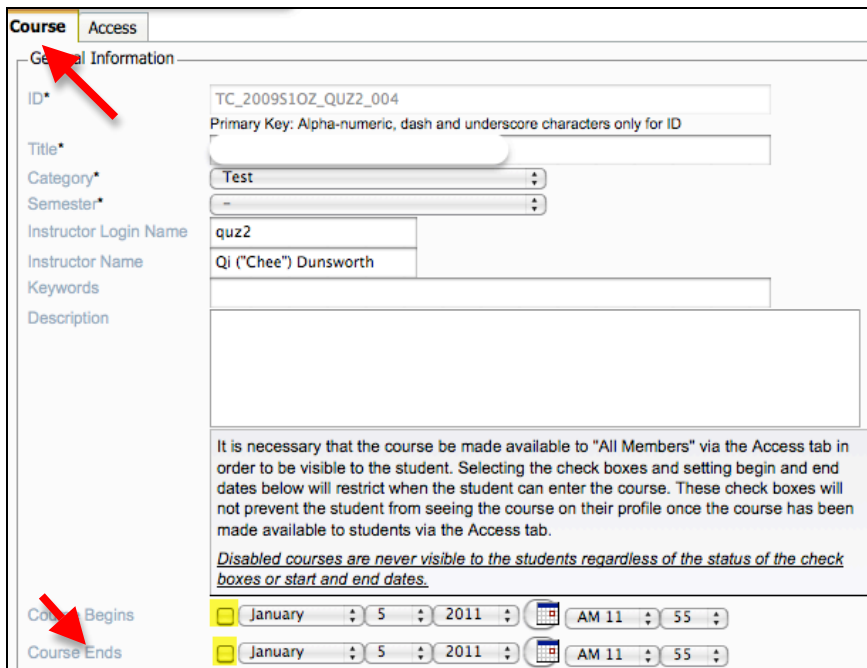 Course Access
General Information
ID* TC_2009S1OZ_QUZ2_004
Primary Key: Alpha-numeric, dash and underscore characters only for ID
Title*
Category* Test
Semester* -
Instructor Login Name quz2
Instructor Name Qi ("Chee") Dunsworth
Keywords
Description
It is necessary that the course be made available to "All Members" via the Access tab in
order to be visible to the student. Selecting the check boxes and setting begin and end
dates below will restrict when the student can enter the course. These check boxes will
not prevent the student from seeing the course on their profile once the course has been
made available to students via the Access tab.
Disabled courses are never visible to the students regardless of the status of the check
boxes or start and end dates.
Course Begins January 5 2011 AM 11 55
Course Ends January 5 2011 AM 11 55